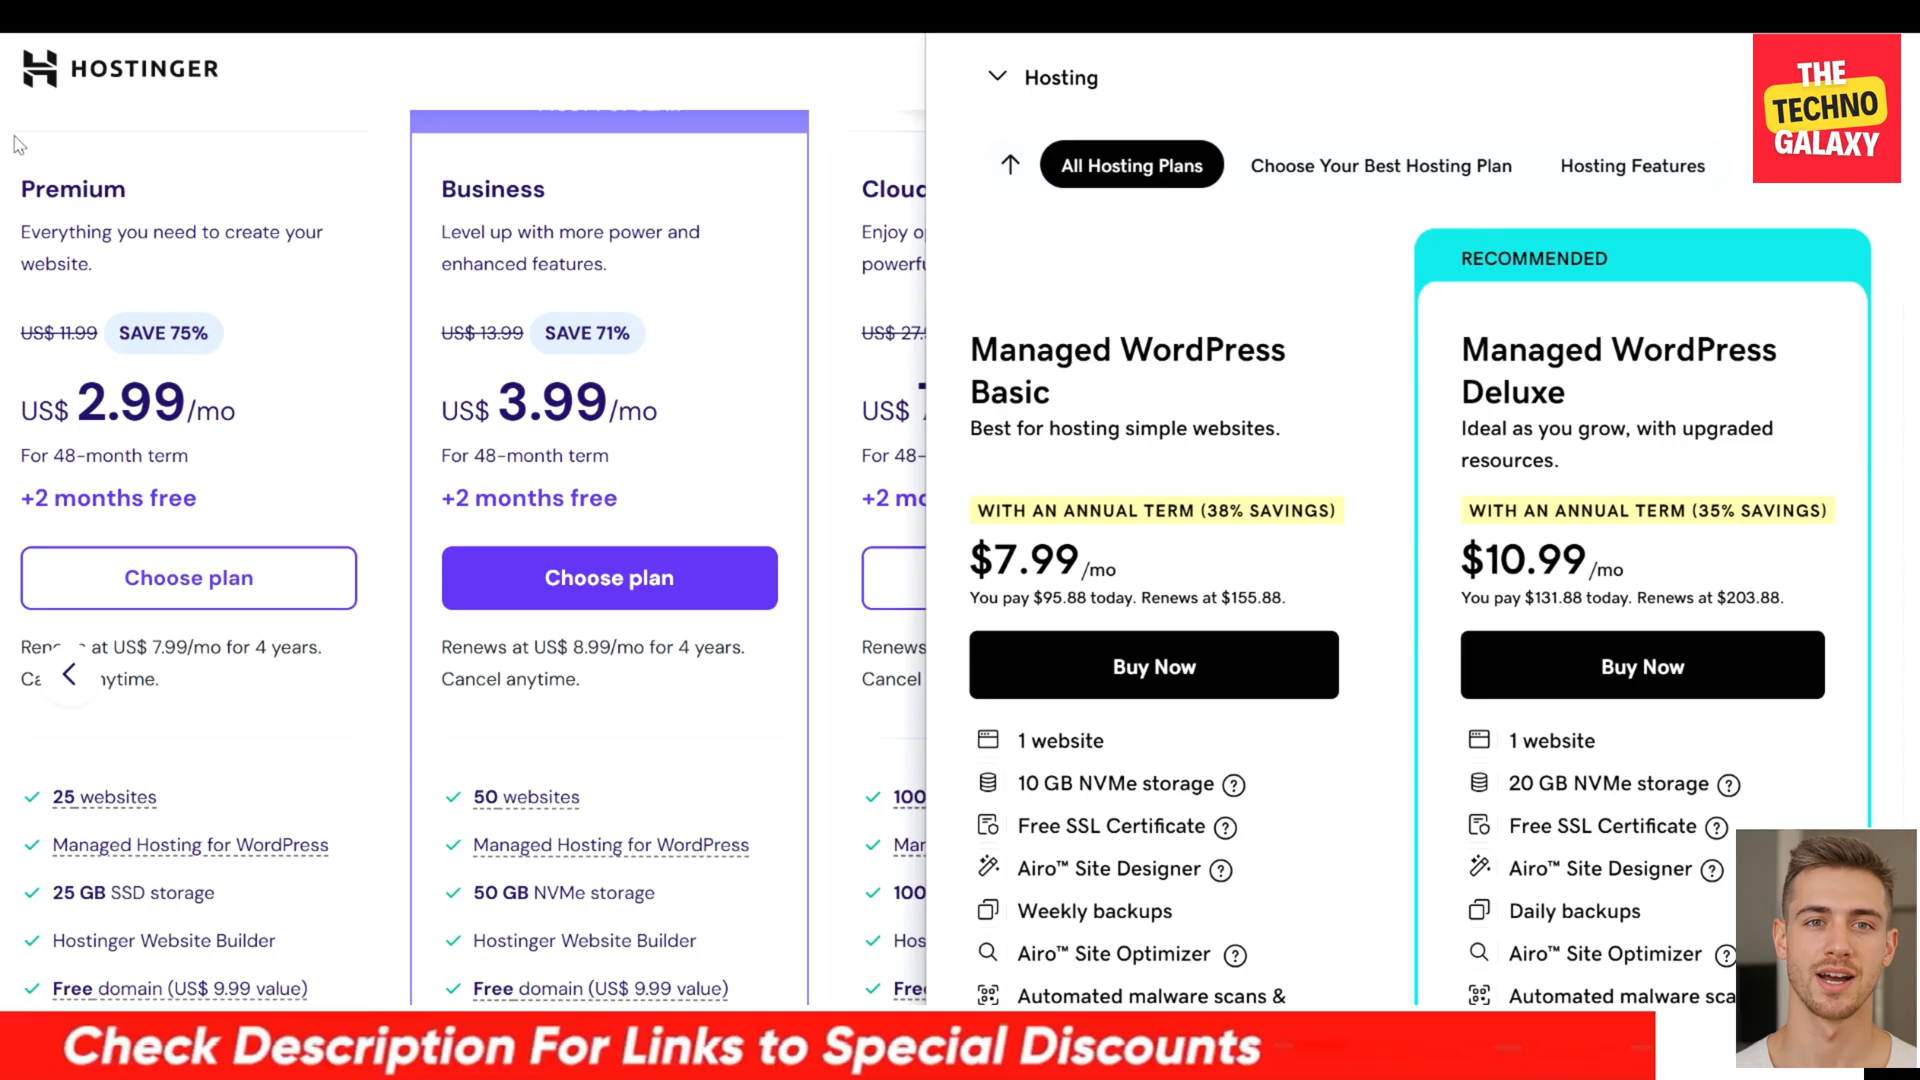 HOSTINGER
Premium
Everything you need to create your
website.
US$ 11.99 SAVE 75%
US$ 2.99/mo
For 48-month term
+2 months free
Choose plan
at US$ 7.99/mo for 4 years.
25 websites
Managed Hosting for WordPress
25 GB SSD storage
Hostinger Website Builder
Free domain (US$ 9.99 value)
Business
Level up with more power and
enhanced features.
US$ 13.99 SAVE 71%
US$ 3.99/mo
For 48-month term
+2 months free
Choose plan
Renews at US$ 8.99/mo for 4 years.
Cancel anytime.
50 websites
Managed Hosting for WordPress
50 GB NVMe storage
Hostinger Website Builder
Free domain (US$ 9.99 value)
Enjoy
US$
For 48-
+2
Renews
Cancel
100
100
Hosting
All Hosting Plans
Choose Your Best Hosting Plan
Hosting Features
Managed WordPress
Basic
Best for hosting simple websites.
WITH AN ANNUAL TERM (38% SAVINGS)
$7.99/mo
You pay $95.88 today. Renews at $155.88.
Buy Now
1 website
10 GB NVMe storage ?
Free SSL Certificate ?
Airo™ Site Designer ?
Weekly backups
Airo™ Site Optimizer ?
Automated malware scans &
RECOMMENDED
Managed WordPress
Deluxe
Ideal as you grow, with upgraded
resources.
WITH AN ANNUAL TERM (35% SAVINGS)
$10.99/mo
You pay $131.88 today. Renews at $203.88.
Buy Now
1 website
20 GB NVMe storage ?
Free SSL Certificate ?
Airo™ Site Designer ?
Daily backups
Airo™ Site Optimizer ?
Automated malware
THE
TECHNO
GALAXY
Check Description For Links to Special Discounts